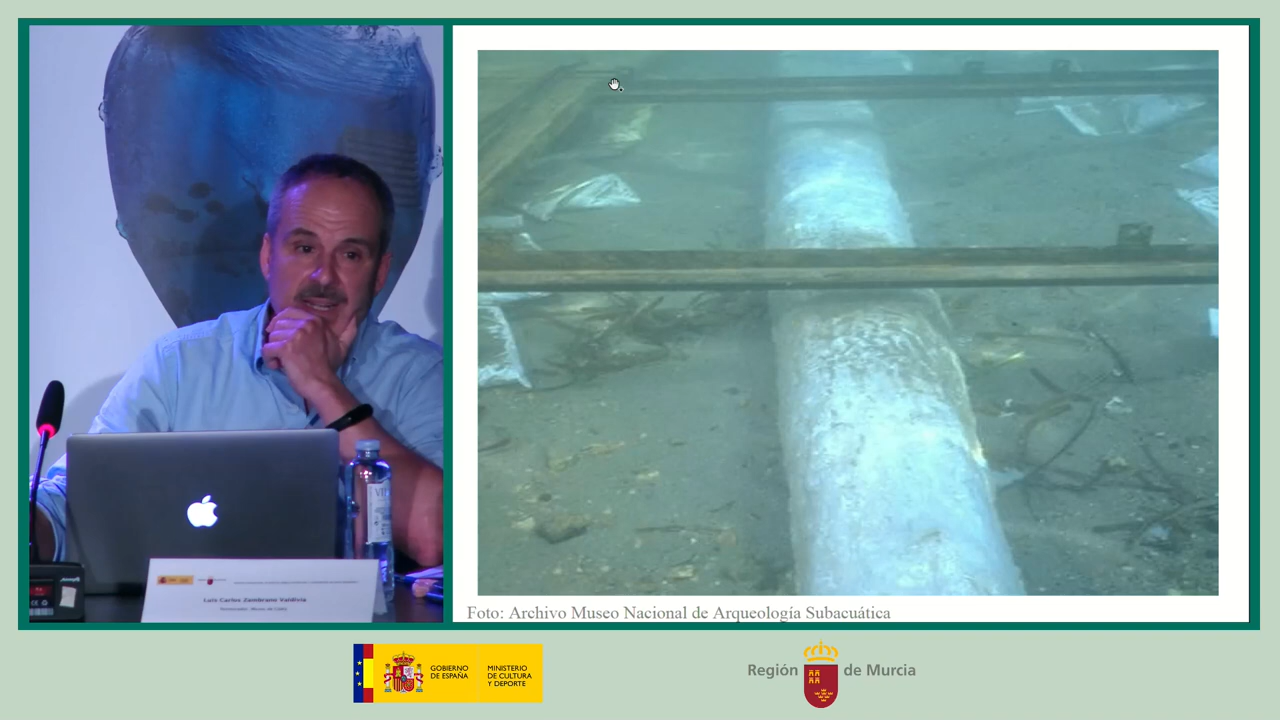 Luis Carlos Zambrano Valdivia
Foto: Archivo Museo Nacional de Arqueología Subacuática
GOBIERNO
DE ESPAÑA
MINISTERIO
DE CULTURA
Y DEPORTE
Región de Murcia